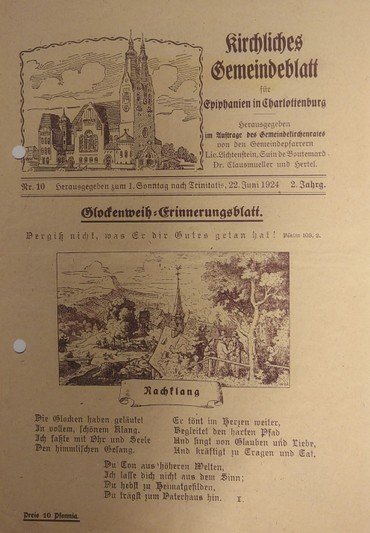 Kirchliches
Gemeindeblatt
für
Epiphanien in Charlottenburg
Herausgegeben
im Auftrage des Gemeindekirchenrates
von den Gemeindepfarrern
Lic. Lichtenstein, Suin de Boutemard
Dr. Clausmueller und Hertel.
Nr. 10 Herausgegeben zum 1. Sonntag nach Trinitatis, 22. Juni 1924 2. Jahrg.
Glockenweih-Erinnerungsblatt.
Vergiß nicht, was Er dir Gutes getan hat! Psalm 103, 2.
Nachklang
Die Glocken haben geläutet
In vollem, schönem Klang.
Ich faßte mit Ohr und Seele
Den himmlischen Gesang.
Er tönt im Herzen weiter,
Begleitet den harten Pfad
Und singt von Glauben und Liebe,
Und kräftigt zu Tragen und Tat.
Du Ton aus höheren Welten,
Ich lasse dich nicht aus dem Sinn;
Du hebst zu Heimatgefilden,
Du trägst zum Vaterhaus hin. L.
Preis 10 Pfennig.